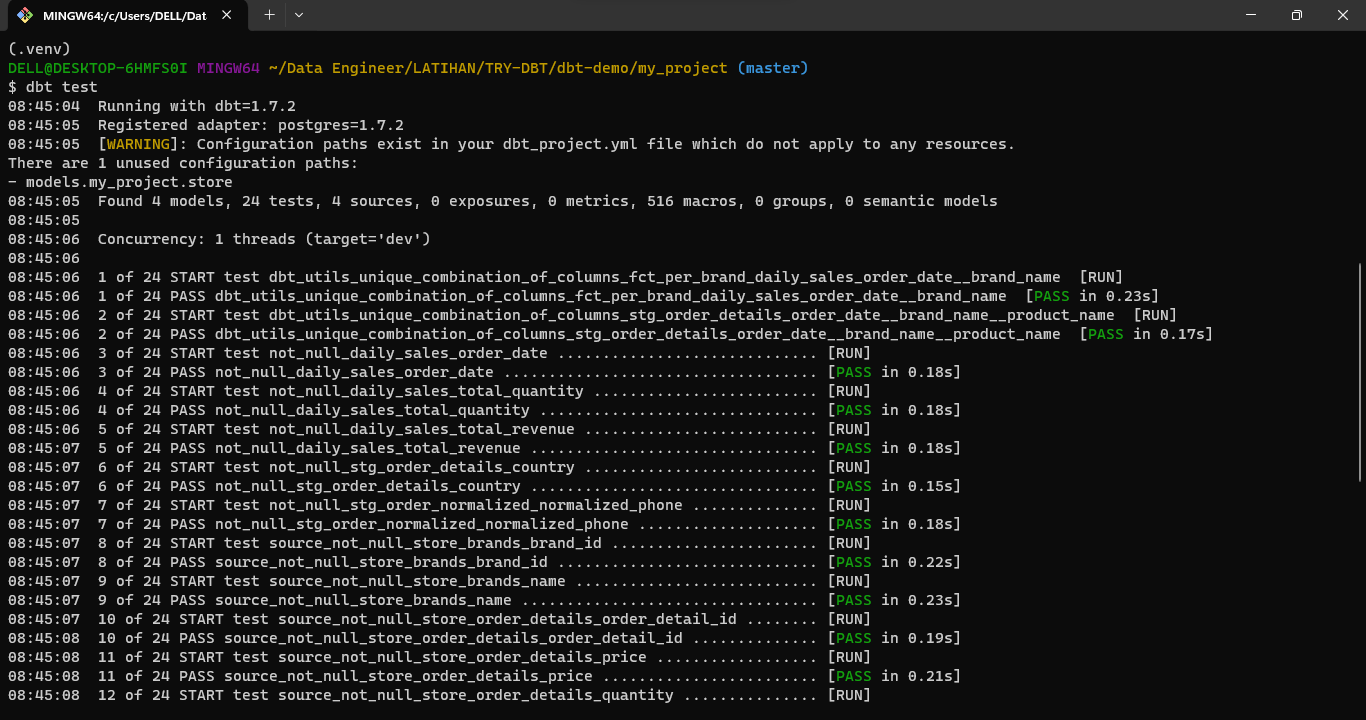 MINGW64:/c/Users/DELL/Dat
(.venv)
DELL@DESKTOP-6HMFS0I MINGW64 ~/Data Engineer/LATIHAN/TRY-DBT/dbt-demo/my_project (master)
$ dbt test
08:45:04  Running with dbt=1.7.2
08:45:05  Registered adapter: postgres=1.7.2
08:45:05  [WARNING]: Configuration paths exist in your dbt_project.yml file which do not apply to any resources.
There are 1 unused configuration paths:
- models.my_project.store
08:45:05  Found 4 models, 24 tests, 4 sources, 0 exposures, 0 metrics, 516 macros, 0 groups, 0 semantic models
08:45:05
08:45:06  Concurrency: 1 threads (target='dev')
08:45:06
08:45:06  1 of 24 START test dbt_utils_unique_combination_of_columns_fct_per_brand_daily_sales_order_date__brand_name  [RUN]
08:45:06  1 of 24 PASS dbt_utils_unique_combination_of_columns_fct_per_brand_daily_sales_order_date__brand_name  [PASS in 0.23s]
08:45:06  2 of 24 START test dbt_utils_unique_combination_of_columns_stg_order_details_order_date__brand_name__product_name  [RUN]
08:45:06  2 of 24 PASS dbt_utils_unique_combination_of_columns_stg_order_details_order_date__brand_name__product_name  [PASS in 0.17s]
08:45:06  3 of 24 START test not_null_daily_sales_order_date ............................. [RUN]
08:45:06  3 of 24 PASS not_null_daily_sales_order_date ................................... [PASS in 0.18s]
08:45:06  4 of 24 START test not_null_daily_sales_total_quantity ......................... [RUN]
08:45:06  4 of 24 PASS not_null_daily_sales_total_quantity ............................... [PASS in 0.18s]
08:45:06  5 of 24 START test not_null_daily_sales_total_revenue .......................... [RUN]
08:45:07  5 of 24 PASS not_null_daily_sales_total_revenue ................................ [PASS in 0.18s]
08:45:07  6 of 24 START test not_null_stg_order_details_country .......................... [RUN]
08:45:07  6 of 24 PASS not_null_stg_order_details_country ................................ [PASS in 0.15s]
08:45:07  7 of 24 START test not_null_stg_order_normalized_normalized_phone .............. [RUN]
08:45:07  7 of 24 PASS not_null_stg_order_normalized_normalized_phone .................... [PASS in 0.18s]
08:45:07  8 of 24 START test source_not_null_store_brands_brand_id ....................... [RUN]
08:45:07  8 of 24 PASS source_not_null_store_brands_brand_id ............................. [PASS in 0.22s]
08:45:07  9 of 24 START test source_not_null_store_brands_name ........................... [RUN]
08:45:07  9 of 24 PASS source_not_null_store_brands_name ................................. [PASS in 0.23s]
08:45:07  10 of 24 START test source_not_null_store_order_details_order_detail_id ........ [RUN]
08:45:08  10 of 24 PASS source_not_null_store_order_details_order_detail_id .............. [PASS in 0.19s]
08:45:08  11 of 24 START test source_not_null_store_order_details_price .................. [RUN]
08:45:08  11 of 24 PASS source_not_null_store_order_details_price ........................ [PASS in 0.21s]
08:45:08  12 of 24 START test source_not_null_store_order_details_quantity ............... [RUN]